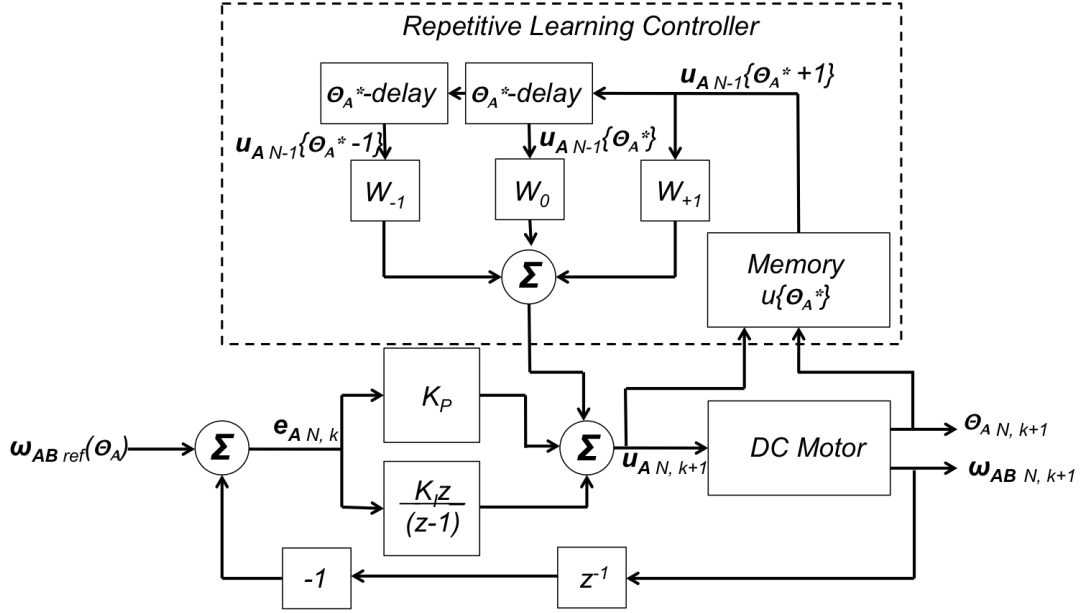 Repetitive Learning Controller
u_A N-1{Θ_A* +1}
Θ_A*-delay
Θ_A*-delay
u_A N-1{Θ_A* -1}
u_A N-1{Θ_A*}
W_-1
W_0
W_+1
Σ
Memory
u{Θ_A*}
K_P
ω_AB ref(Θ_A)
Σ
e_A N, k
Σ
u_A N, k+1
DC Motor
Θ_A N, k+1
ω_AB N, k+1
K_I z
(z-1)
-1
z^-1